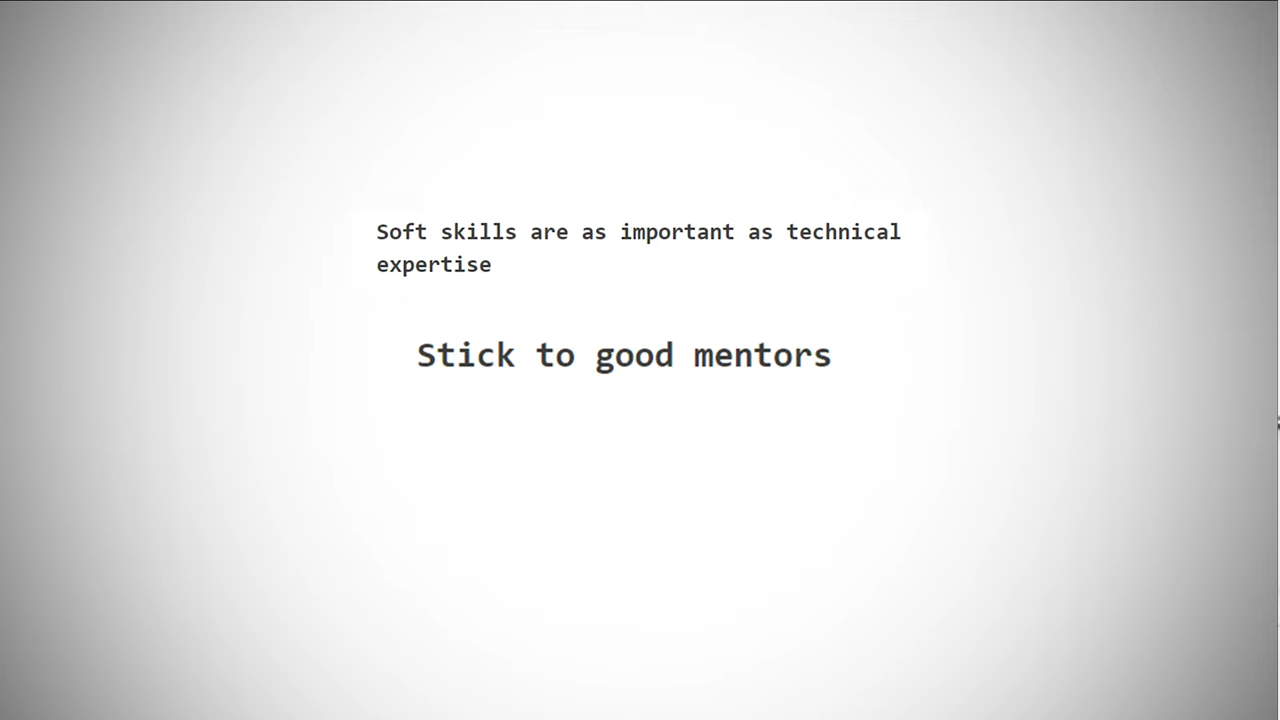 Soft skills are as important as technical
expertise
Stick to good mentors